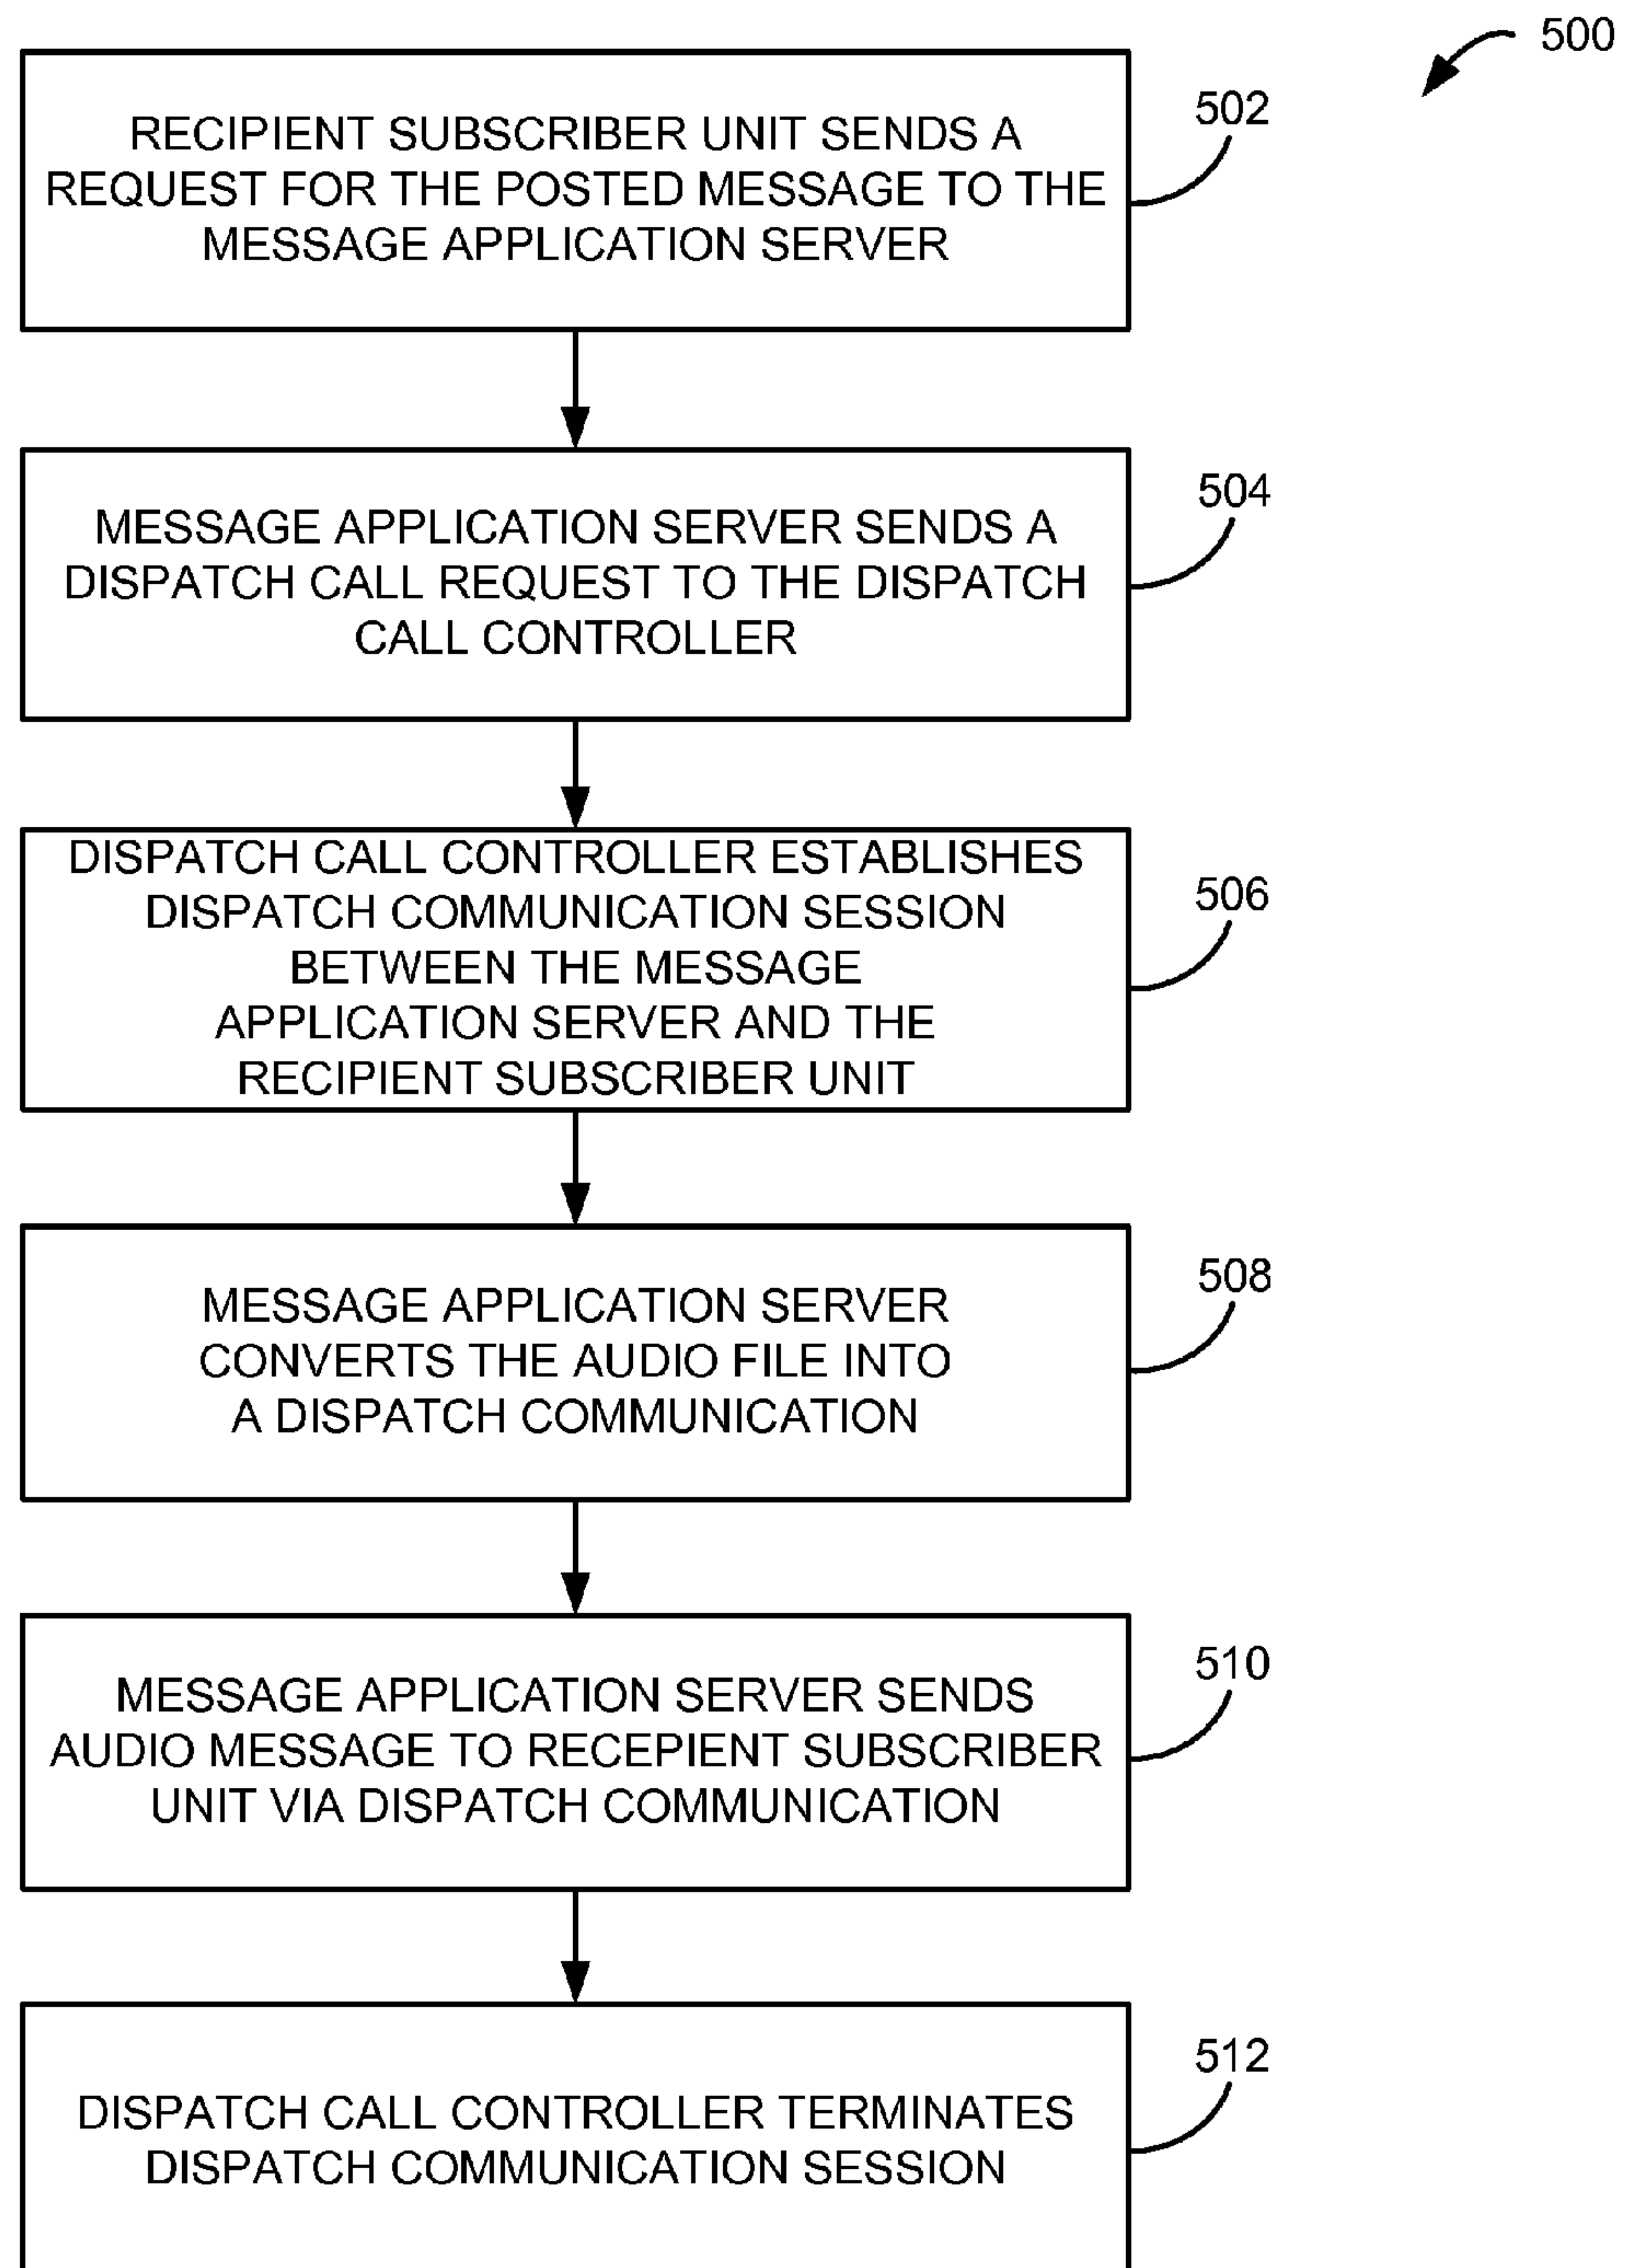 500
502
RECIPIENT SUBSCRIBER UNIT SENDS A
REQUEST FOR THE POSTED MESSAGE TO THE
MESSAGE APPLICATION SERVER
504
MESSAGE APPLICATION SERVER SENDS A
DISPATCH CALL REQUEST TO THE DISPATCH
CALL CONTROLLER
506
DISPATCH CALL CONTROLLER ESTABLISHES
DISPATCH COMMUNICATION SESSION
BETWEEN THE MESSAGE
APPLICATION SERVER AND THE
RECIPIENT SUBSCRIBER UNIT
508
MESSAGE APPLICATION SERVER
CONVERTS THE AUDIO FILE INTO
A DISPATCH COMMUNICATION
510
MESSAGE APPLICATION SERVER SENDS
AUDIO MESSAGE TO RECEPIENT SUBSCRIBER
UNIT VIA DISPATCH COMMUNICATION
512
DISPATCH CALL CONTROLLER TERMINATES
DISPATCH COMMUNICATION SESSION